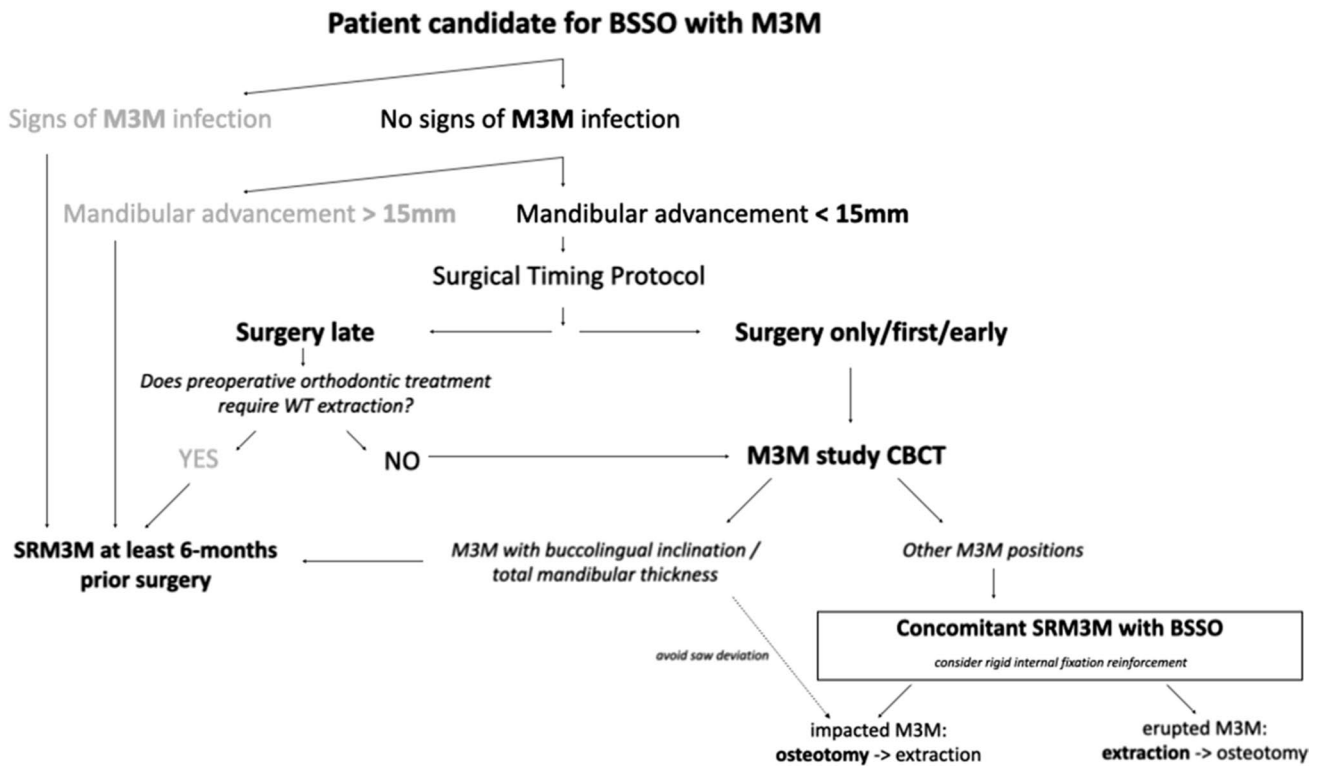 Patient candidate for BSSO with M3M
Signs of M3M infection
No signs of M3M infection
Mandibular advancement > 15mm
Mandibular advancement < 15mm
Surgical Timing Protocol
Surgery late
Surgery only/first/early
Does preoperative orthodontic treatment
require WT extraction?
YES
NO
M3M study CBCT
SRM3M at least 6-months
prior surgery
M3M with buccolingual inclination /
total mandibular thickness
Other M3M positions
Concomitant SRM3M with BSSO
consider rigid internal fixation reinforcement
avoid saw deviation
impacted M3M:
osteotomy -> extraction
erupted M3M:
extraction -> osteotomy